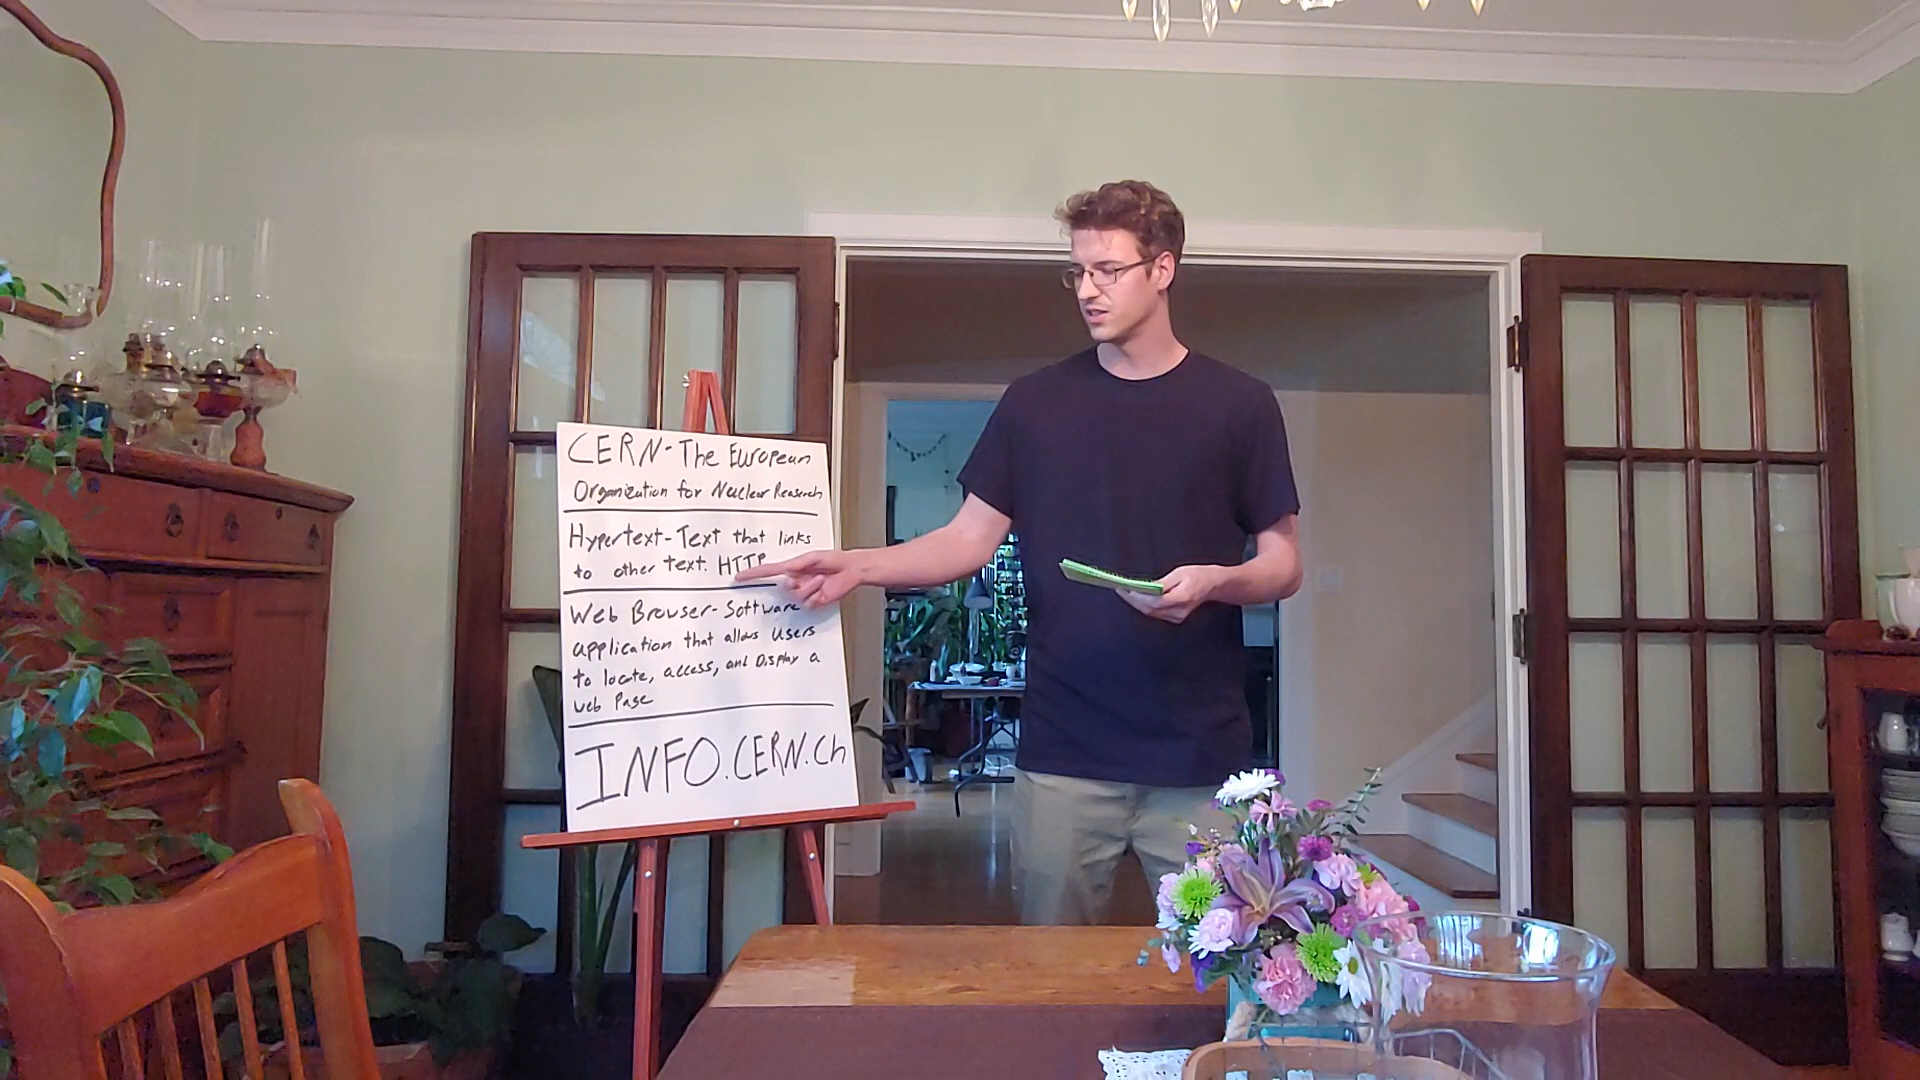 CERN-The European
Organization for Nuclear Reaserch
Hypertext-Text that links
to other text. HTTP
Web Browser-Software
application that allows users
to locate, access, and Display a
web Page
INFO.CERN.Ch